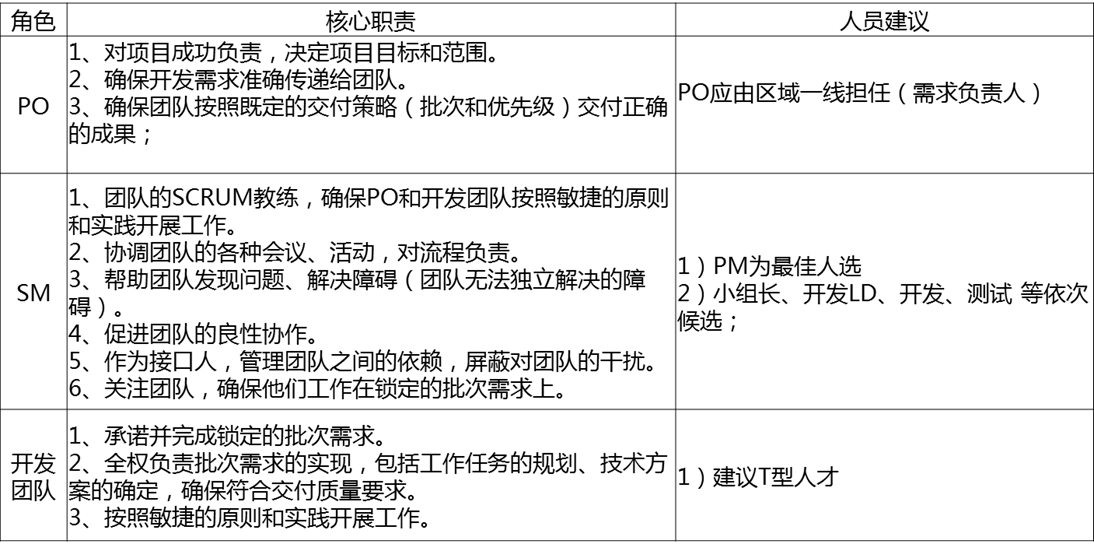 角色
核心职责
人员建议
PO
1、对项目成功负责，决定项目目标和范围。
2、确保开发需求准确传递给团队。
3、确保团队按照既定的交付策略（批次和优先级）交付正确
的成果；
PO应由区域一线担任（需求负责人）
SM
1、团队的SCRUM教练，确保PO和开发团队按照敏捷的原则
和实践开展工作。
2、协调团队的各种会议、活动，对流程负责。
3、帮助团队发现问题、解决障碍（团队无法独立解决的障
碍）。
4、促进团队的良性协作。
5、作为接口人，管理团队之间的依赖，屏蔽对团队的干扰。
6、关注团队，确保他们工作在锁定的批次需求上。
1）PM为最佳人选
2）小组长、开发LD、开发、测试 等依次
候选；
开发
团队
1、承诺并完成锁定的批次需求。
2、全权负责批次需求的实现，包括工作任务的规划、技术方
案的确定，确保符合交付质量要求。
3、按照敏捷的原则和实践开展工作。
1）建议T型人才